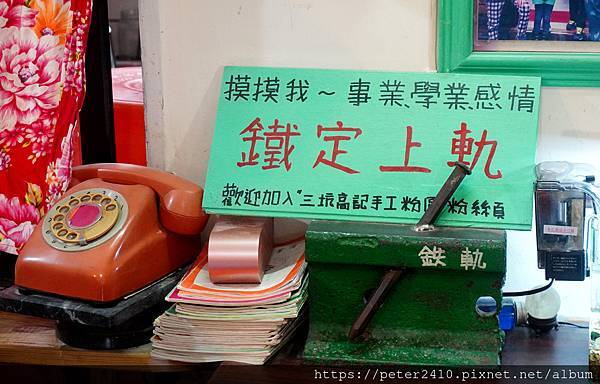 摸摸我～事業學業感情
鐵定上軌
歡迎加入"三坑高記手工粉圓粉絲頁
鉄軌
https://peter2410.pixnet.net/album